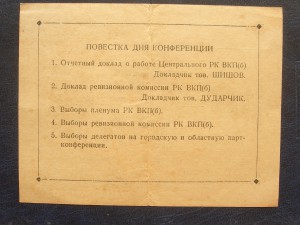 ПОВЕСТКА ДНЯ КОНФЕРЕНЦИИ
1. Отчетный доклад о работе Центрального РК ВКП(б)
Докладчик тов. ШИШОВ.
2. Доклад ревизионной комиссии РК ВКП(б)
Докладчик тов. ДУДАРЧИК.
3. Выборы пленума РК ВКП(б).
4. Выборы ревизионной комиссии РК ВКП(б).
5. Выборы делегатов на городскую и областную парт-
конференции.